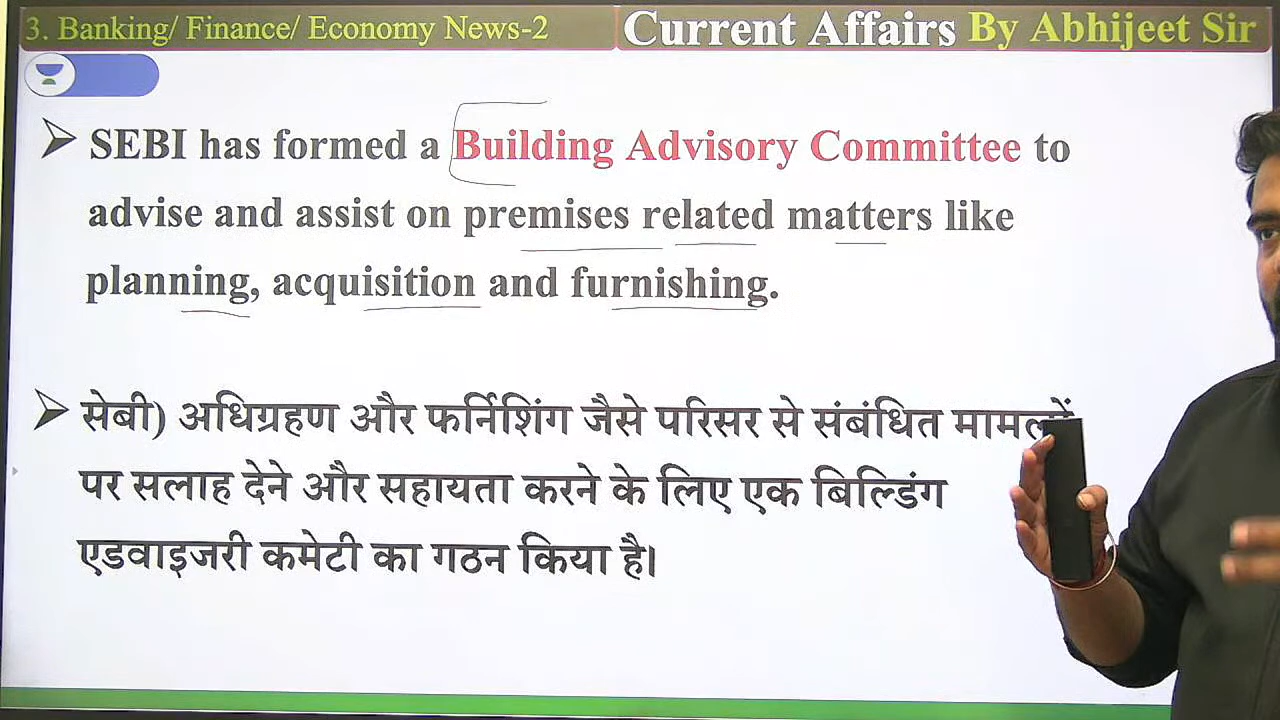 3. Banking/ Finance/ Economy News-2
Current Affairs By Abhijeet Sir
SEBI has formed a Building Advisory Committee to
advise and assist on premises related matters like
planning, acquisition and furnishing.
सेबी) अधिग्रहण और फर्निशिंग जैसे परिसर से संबंधित मामलों
पर सलाह देने और सहायता करने के लिए एक बिल्डिंग
एडवाइजरी कमेटी का गठन किया है।